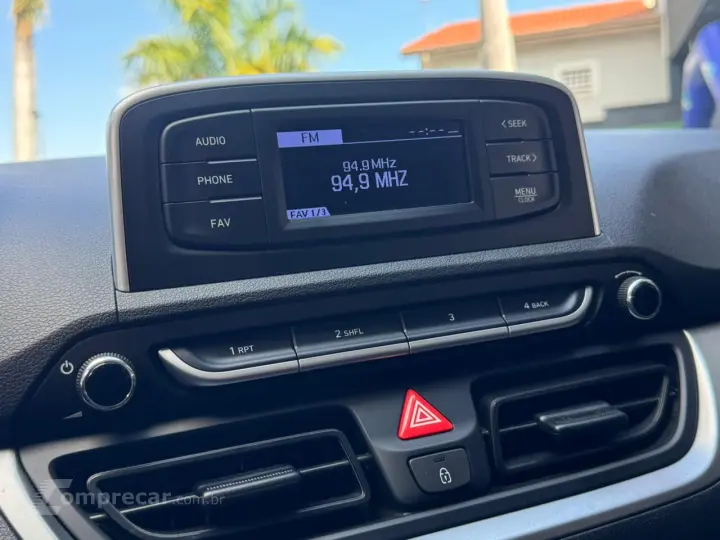 AUDIO
PHONE
FAV
FM
--:--
94.9 MHz
94,9 MHZ
FAV 1/3
< SEEK
TRACK >
MENU
CLOCK
1 RPT
2 SHFL
3
4 BACK
comprecar.com.br